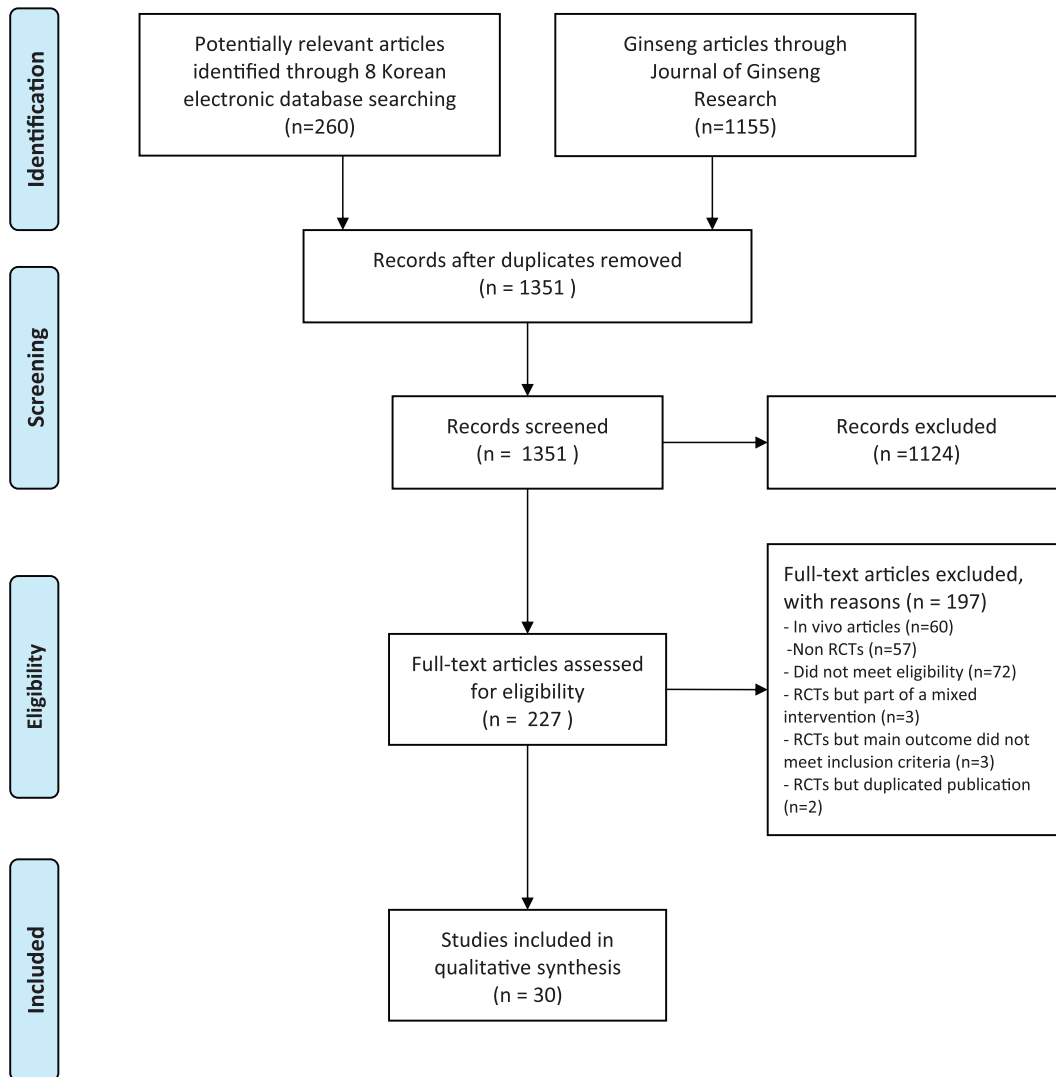 Identification
Potentially relevant articles
identified through 8 Korean
electronic database searching
(n=260)
Ginseng articles through
Journal of Ginseng
Research
(n=1155)
Records after duplicates removed
(n = 1351 )
Screening
Records screened
(n =  1351 )
Records excluded
(n =1124)
Eligibility
Full-text articles assessed
for eligibility
(n =  227 )
Full-text articles excluded,
with reasons (n = 197)
- In vivo articles (n=60)
-Non RCTs (n=57)
- Did not meet eligibility (n=72)
- RCTs but part of a mixed
intervention (n=3)
- RCTs but main outcome did not
meet inclusion criteria (n=3)
- RCTs but duplicated publication
(n=2)
Included
Studies included in
qualitative synthesis
(n = 30)